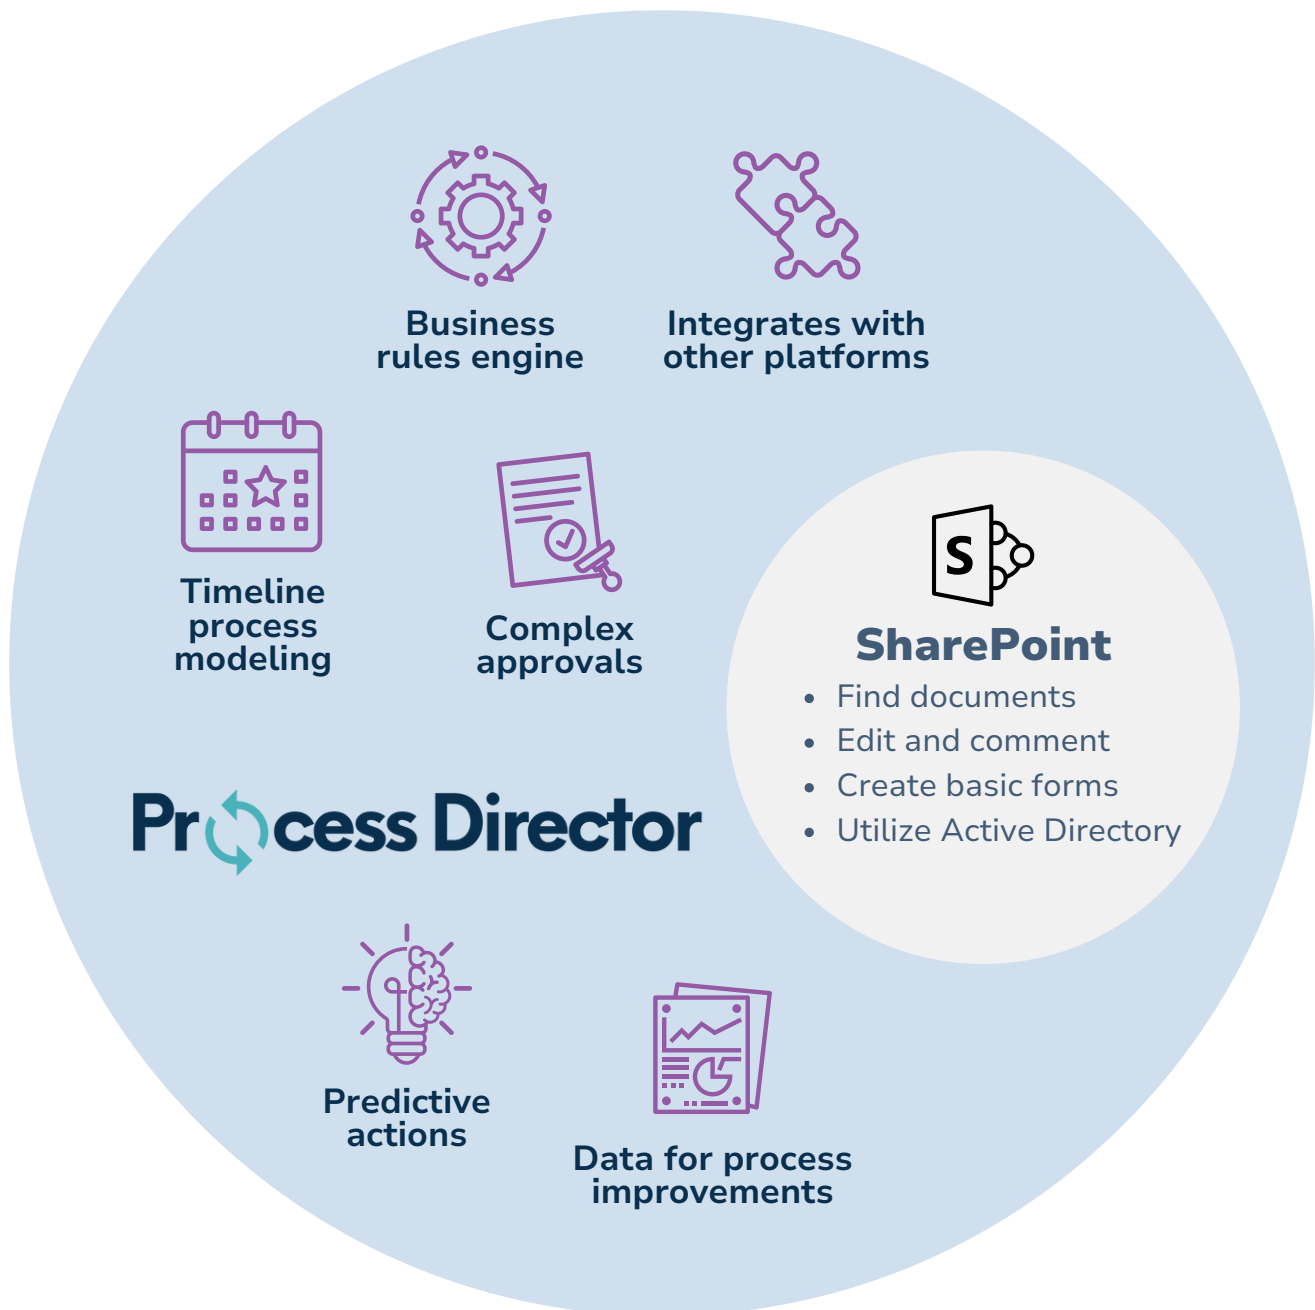 Business
rules engine
Integrates with
other platforms
Timeline
process
modeling
Complex
approvals
S
SharePoint
• Find documents
• Edit and comment
• Create basic forms
• Utilize Active Directory
Process Director
Predictive
actions
Data for process
improvements